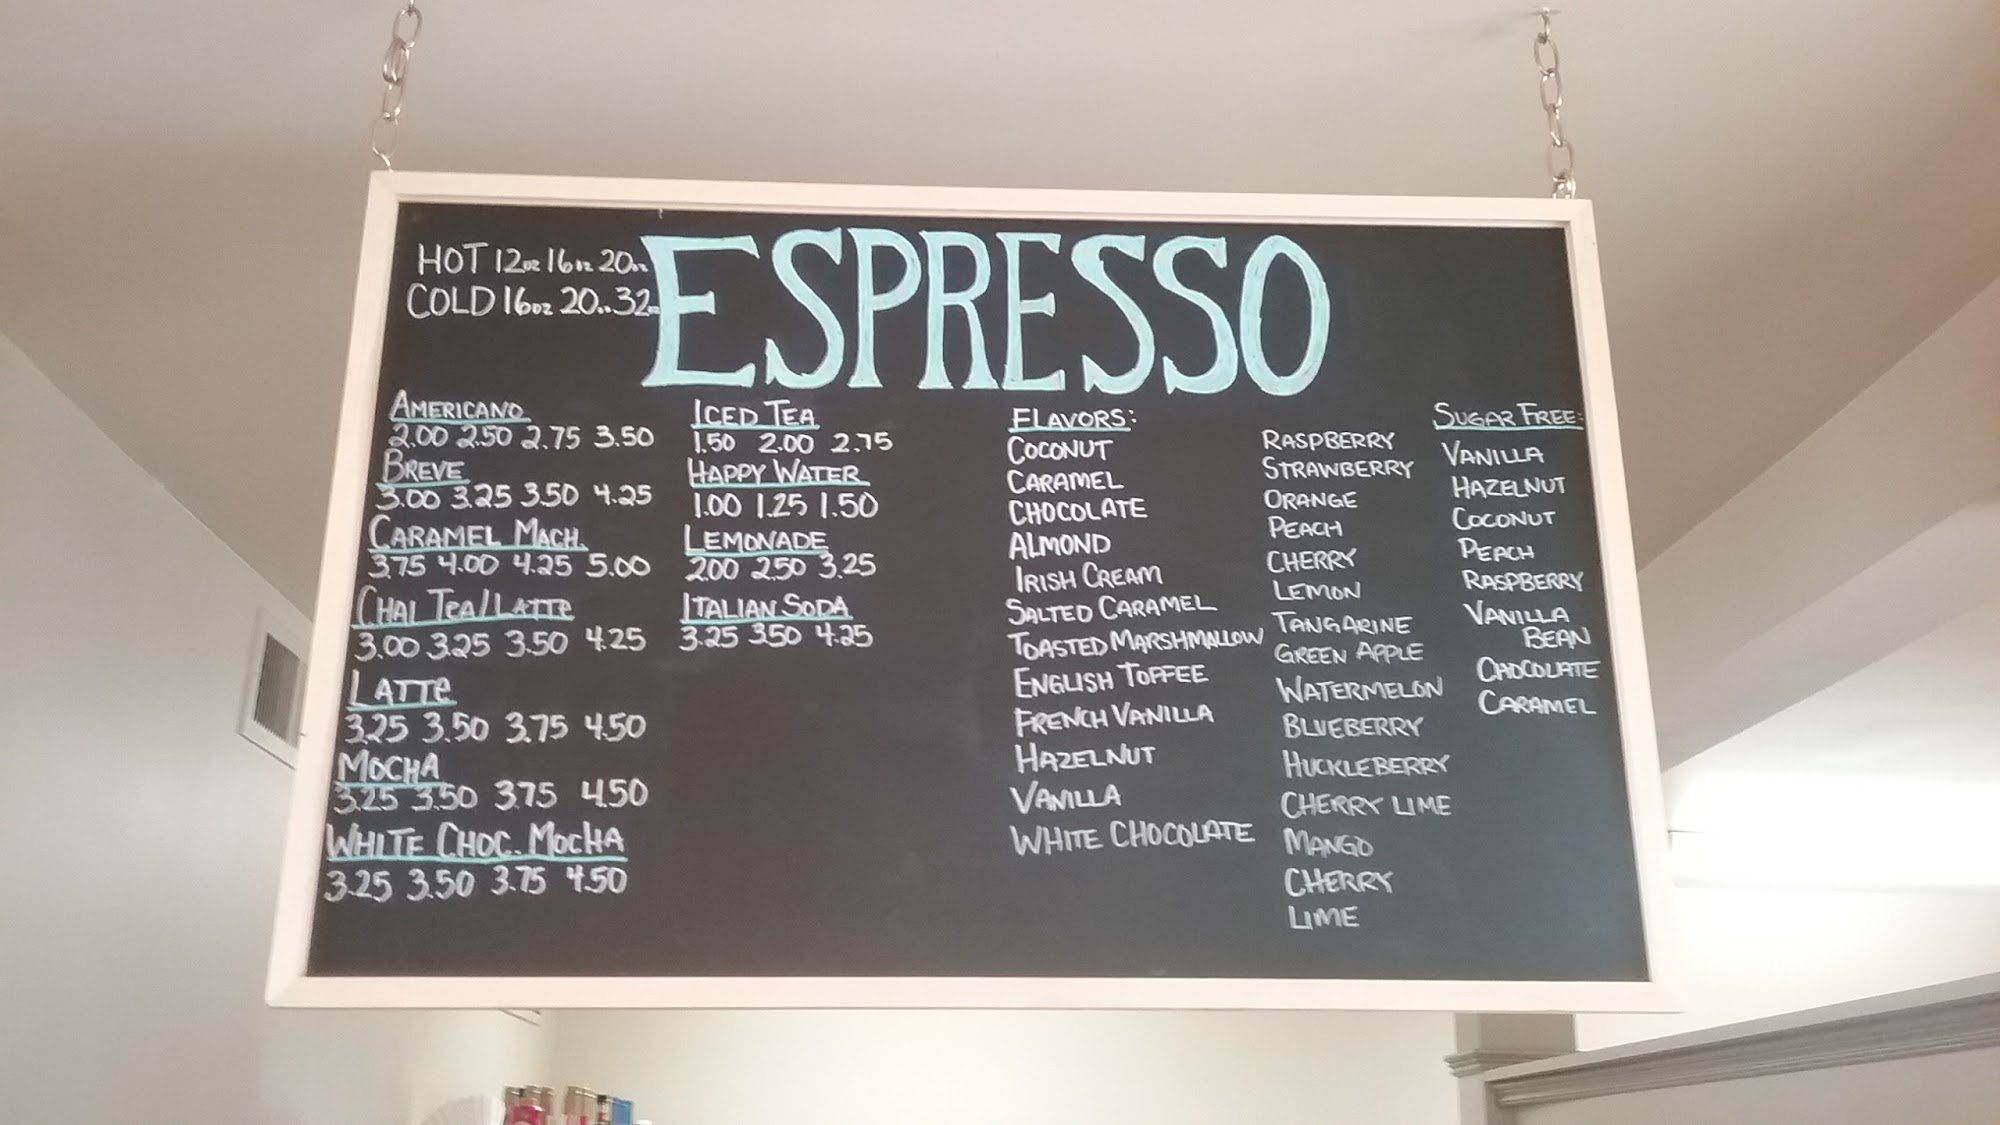 ESPRESSO
HOT 12oz 16oz 20oz
COLD 16oz 20oz 32oz
AMERICANO
2.00 2.50 2.75 3.50
BREVE
3.00 3.25 3.50 4.25
CARAMEL MACH.
3.75 4.00 4.25 5.00
CHAI TEA/LATTE
3.00 3.25 3.50 4.25
LATTE
3.25 3.50 3.75 4.50
MOCHA
3.25 3.50 3.75 4.50
WHITE CHOC. MOCHA
3.25 3.50 3.75 4.50
ICED TEA
1.50 2.00 2.75
HAPPY WATER
1.00 1.25 1.50
LEMONADE
2.00 2.50 3.25
ITALIAN SODA
3.25 3.50 4.25
FLAVORS:
COCONUT
CARAMEL
CHOCOLATE
ALMOND
IRISH CREAM
SALTED CARAMEL
TOASTED MARSHMALLOW
ENGLISH TOFFEE
FRENCH VANILLA
HAZELNUT
VANILLA
WHITE CHOCOLATE
RASPBERRY
STRAWBERRY
ORANGE
PEACH
CHERRY
LEMON
TANGARINE
GREEN APPLE
WATERMELON
BLUEBERRY
HUCKLEBERRY
CHERRY LIME
MANGO
CHERRY
LIME
SUGAR FREE:
VANILLA
HAZELNUT
COCONUT
PEACH
RASPBERRY
VANILLA
BEAN
CHOCOLATE
CARAMEL